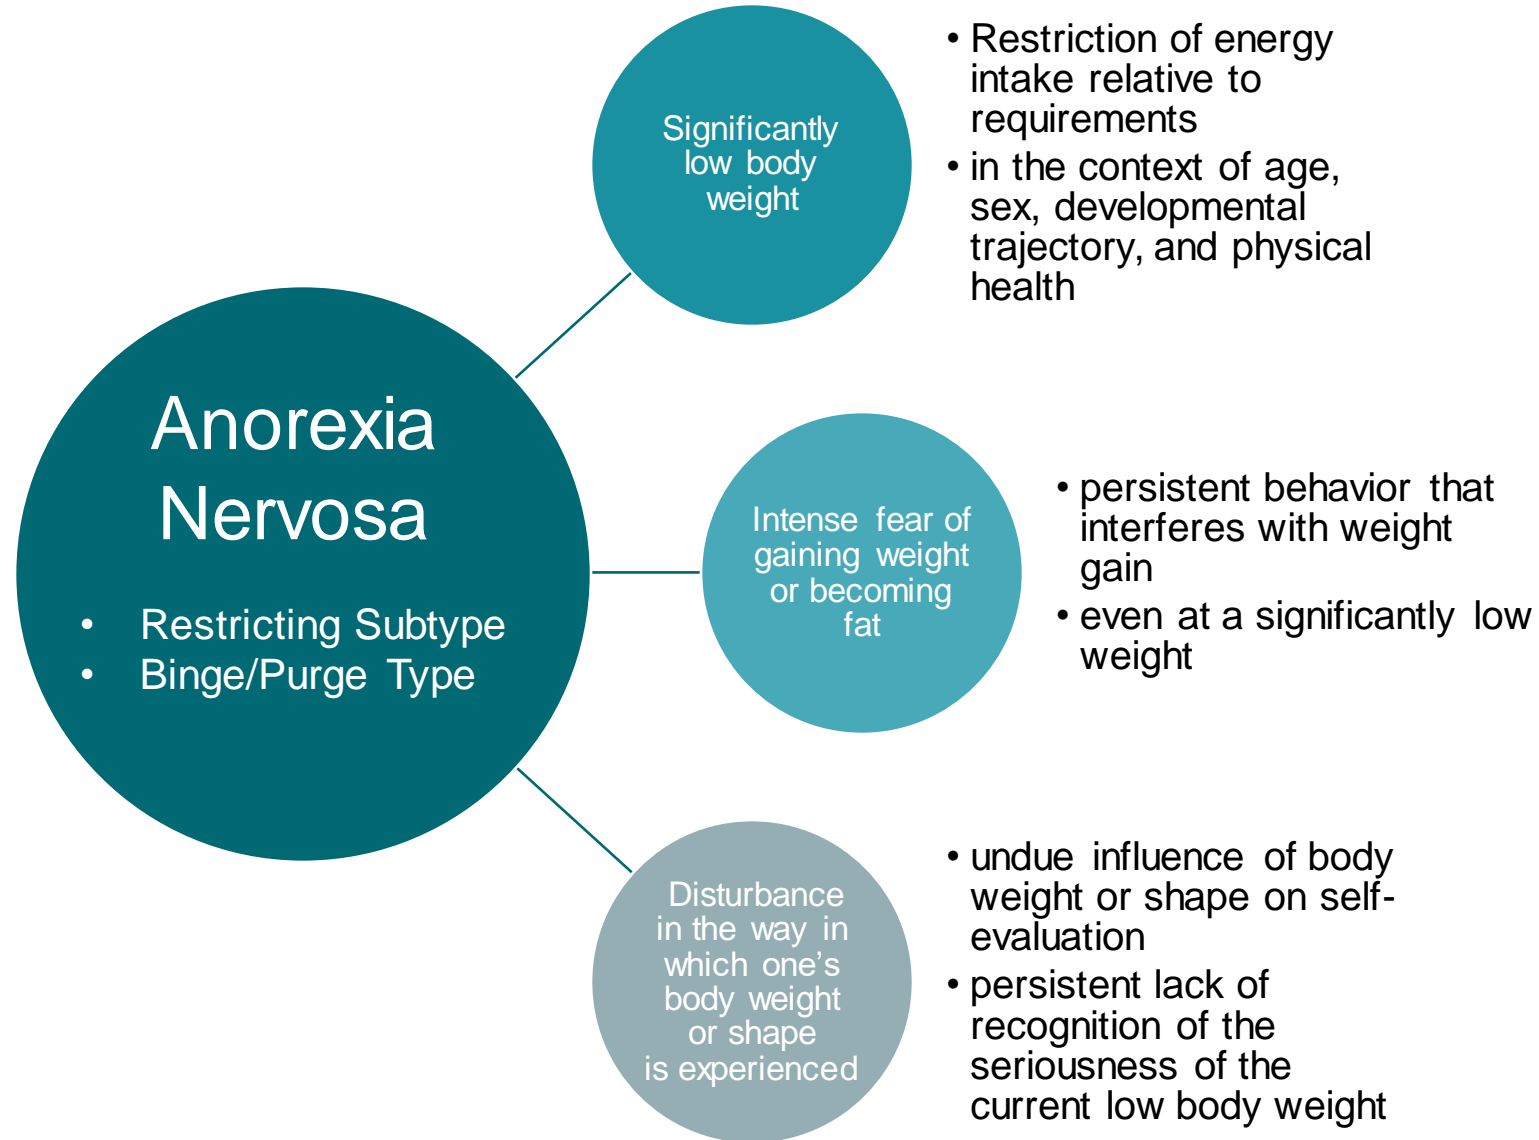 Anorexia
Nervosa
• Restricting Subtype
• Binge/Purge Type
Significantly
low body
weight
• Restriction of energy
intake relative to
requirements
• in the context of age,
sex, developmental
trajectory, and physical
health
Intense fear of
gaining weight
or becoming
fat
• persistent behavior that
interferes with weight
gain
• even at a significantly low
weight
Disturbance
in the way in
which one’s
body weight
or shape
is experienced
• undue influence of body
weight or shape on self-
evaluation
• persistent lack of
recognition of the
seriousness of the
current low body weight